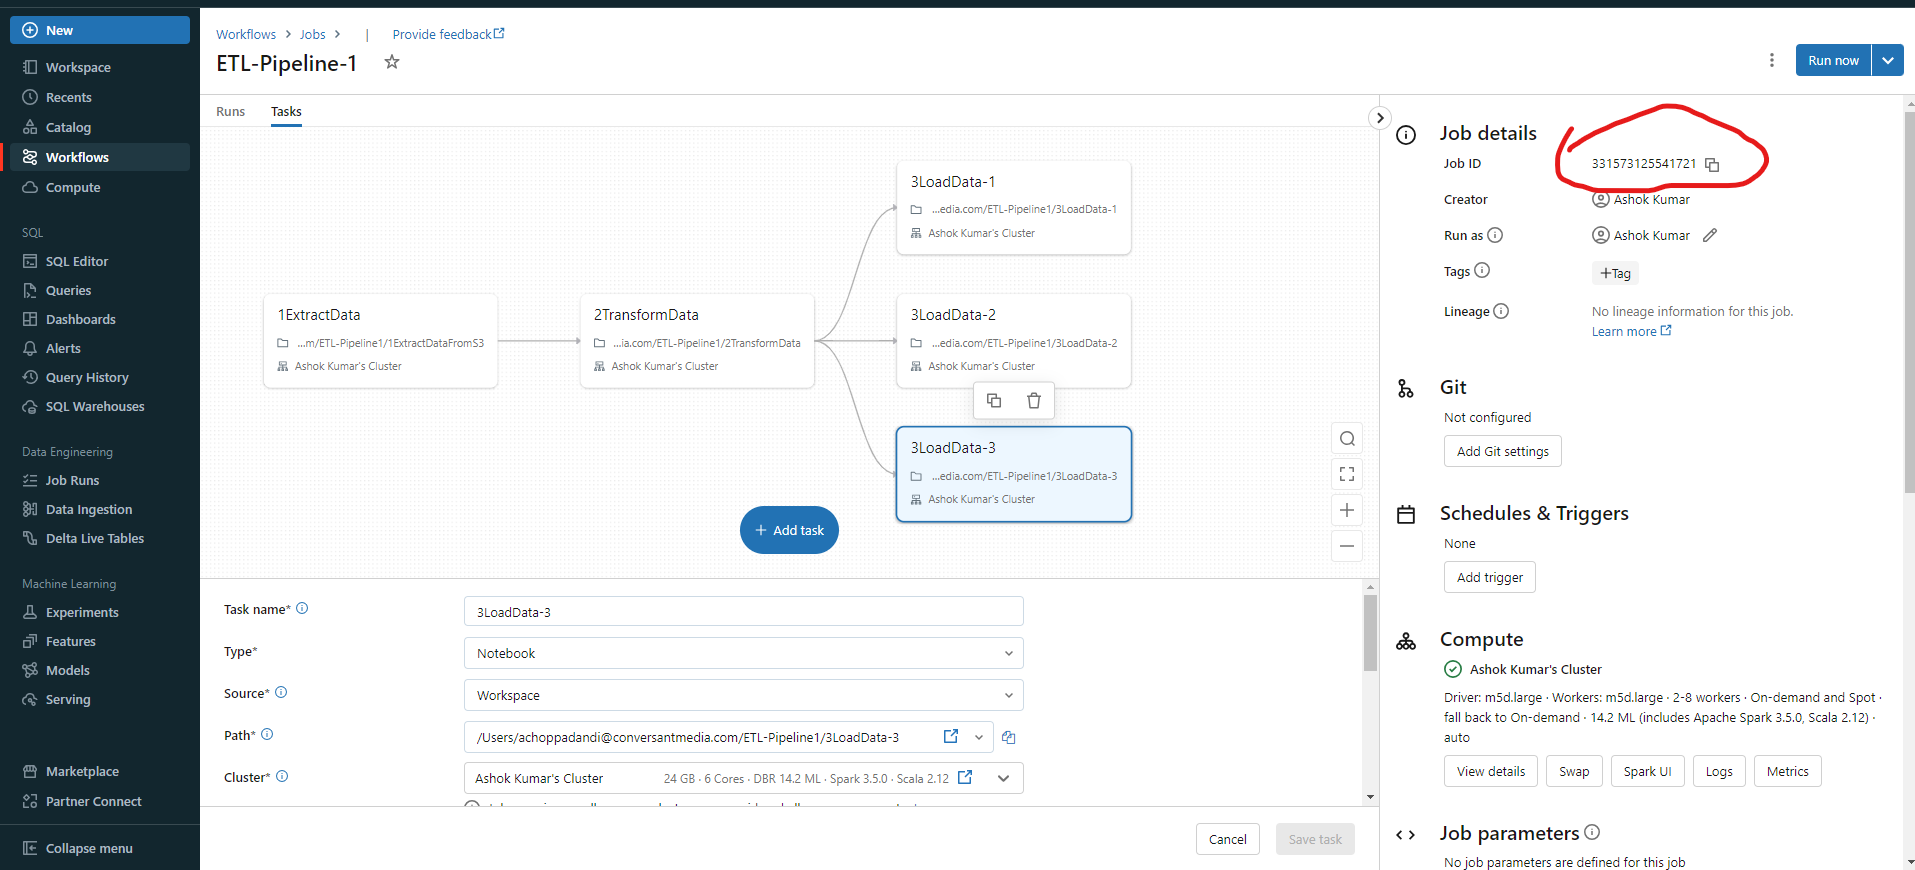 New
Workspace
Recents
Catalog
Workflows
Compute
SQL
SQL Editor
Queries
Dashboards
Alerts
Query History
SQL Warehouses
Data Engineering
Job Runs
Data Ingestion
Delta Live Tables
Machine Learning
Experiments
Features
Models
Serving
Marketplace
Partner Connect
Collapse menu
Workflows > Jobs > | Provide feedback
ETL-Pipeline-1
Run now
Runs Tasks
1ExtractData
...m/ETL-Pipeline1/1ExtractDataFromS3
Ashok Kumar's Cluster
2TransformData
...ia.com/ETL-Pipeline1/2TransformData
Ashok Kumar's Cluster
3LoadData-1
...edia.com/ETL-Pipeline1/3LoadData-1
Ashok Kumar's Cluster
3LoadData-2
...edia.com/ETL-Pipeline1/3LoadData-2
Ashok Kumar's Cluster
3LoadData-3
...edia.com/ETL-Pipeline1/3LoadData-3
Ashok Kumar's Cluster
+ Add task
Task name* 3LoadData-3
Type* Notebook
Source* Workspace
Path* /Users/achoppadandi@conversantmedia.com/ETL-Pipeline1/3LoadData-3
Cluster* Ashok Kumar's Cluster 24 GB · 6 Cores · DBR 14.2 ML · Spark 3.5.0 · Scala 2.12
Cancel Save task
Job details
Job ID 331573125541721
Creator Ashok Kumar
Run as Ashok Kumar
Tags +Tag
Lineage No lineage information for this job.
Learn more
Git
Not configured
Add Git settings
Schedules & Triggers
None
Add trigger
Compute
Ashok Kumar's Cluster
Driver: m5d.large · Workers: m5d.large · 2-8 workers · On-demand and Spot ·
fall back to On-demand · 14.2 ML (includes Apache Spark 3.5.0, Scala 2.12) ·
auto
View details Swap Spark UI Logs Metrics
Job parameters
No job parameters are defined for this job